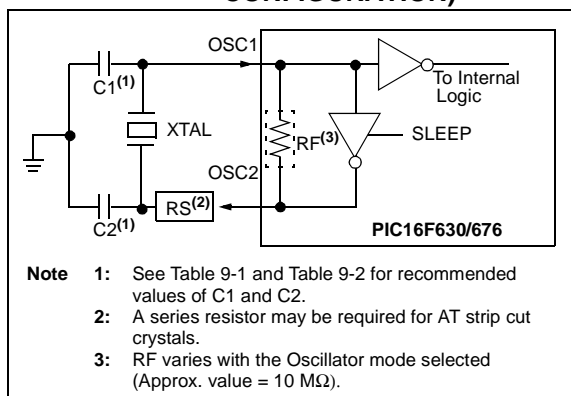 CONFIGURATION)
OSC1
C1(1)
To Internal
Logic
XTAL
RF(3)
SLEEP
OSC2
RS(2)
C2(1)
PIC16F630/676
Note 1: See Table 9-1 and Table 9-2 for recommended
values of C1 and C2.
2: A series resistor may be required for AT strip cut
crystals.
3: RF varies with the Oscillator mode selected
(Approx. value = 10 MΩ).